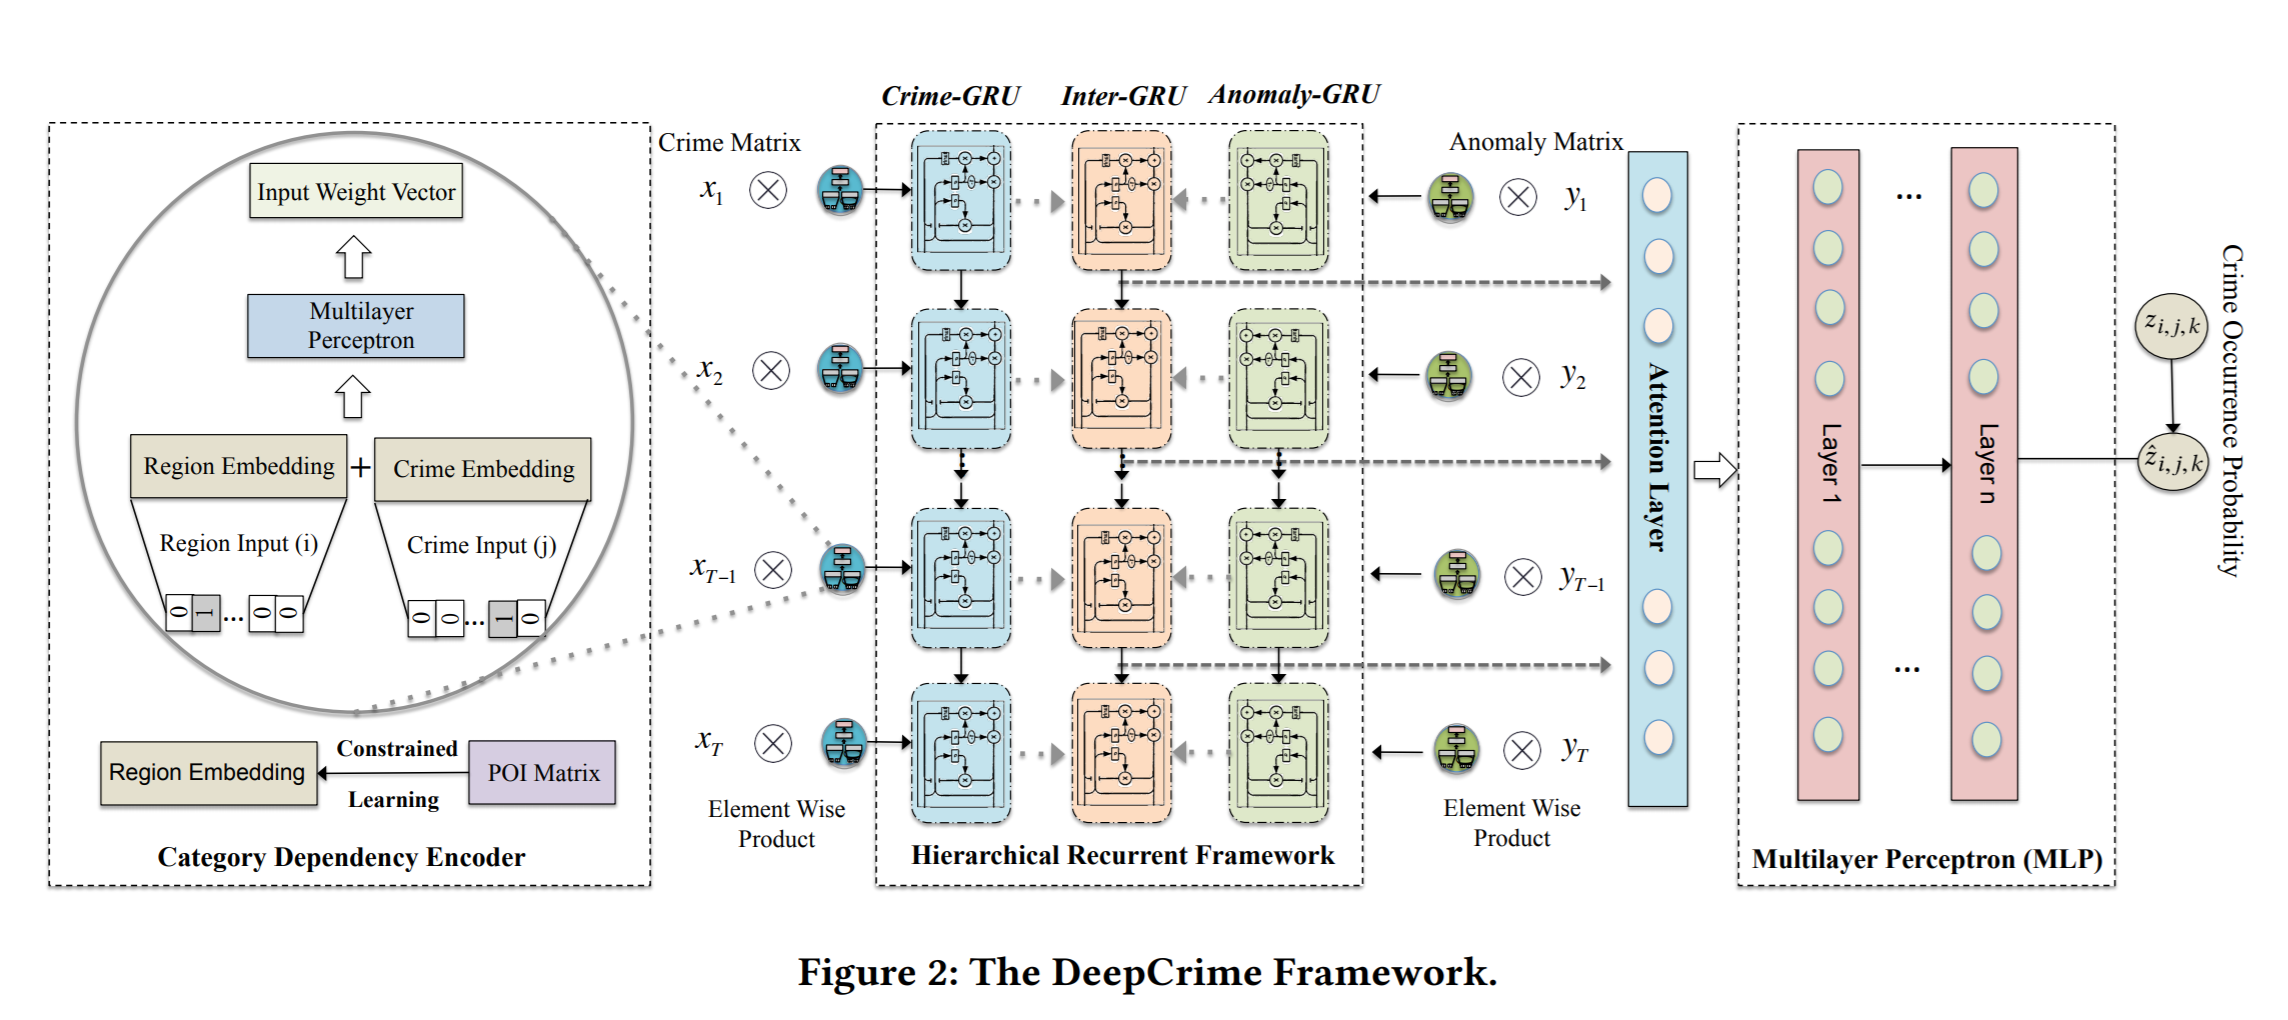 Crime-GRU
Inter-GRU
Anomaly-GRU
Crime Matrix
Anomaly Matrix
Input Weight Vector
Multilayer
Perceptron
Region Embedding
+
Crime Embedding
Region Input (i)
Crime Input (j)
0 1 ... 0 0
0 0 ... 1 0
Region Embedding
Constrained
Learning
POI Matrix
Category Dependency Encoder
x_1
x_2
x_{T-1}
x_T
Element Wise
Product
Hierarchical Recurrent Framework
y_1
y_2
y_{T-1}
y_T
Element Wise
Product
Attention Layer
...
Layer 1
Layer n
...
Multilayer Perceptron (MLP)
z_{i,j,k}
ẑ_{i,j,k}
Crime Occurrence Probability
Figure 2: The DeepCrime Framework.